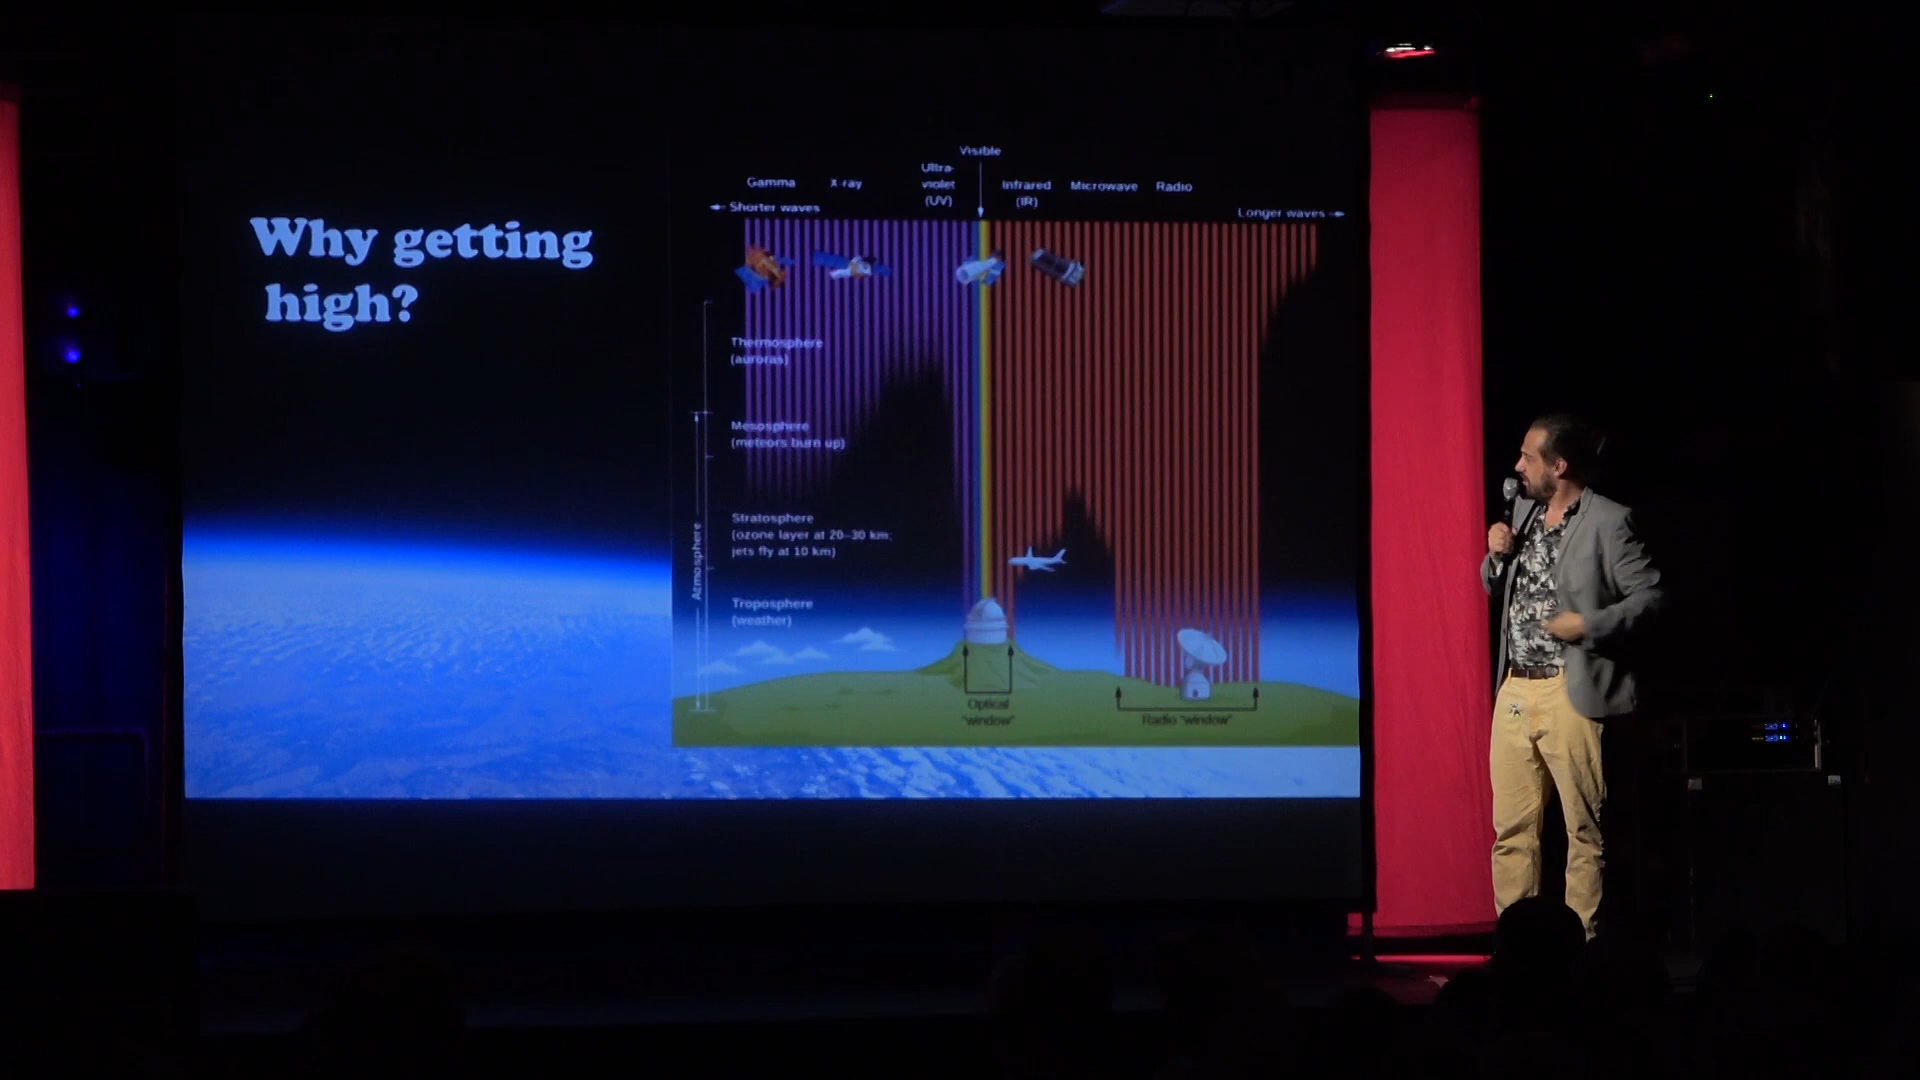 Why getting
high?
Visible
Gamma
X-ray
Ultra-
violet
(UV)
Infrared
(IR)
Microwave
Radio
Shorter waves
Longer waves
Thermosphere
(auroras)
Mesosphere
(meteors burn up)
Stratosphere
(ozone layer at 20–30 km;
jets fly at 10 km)
Troposphere
(weather)
Atmosphere
Optical
"window"
Radio "window"